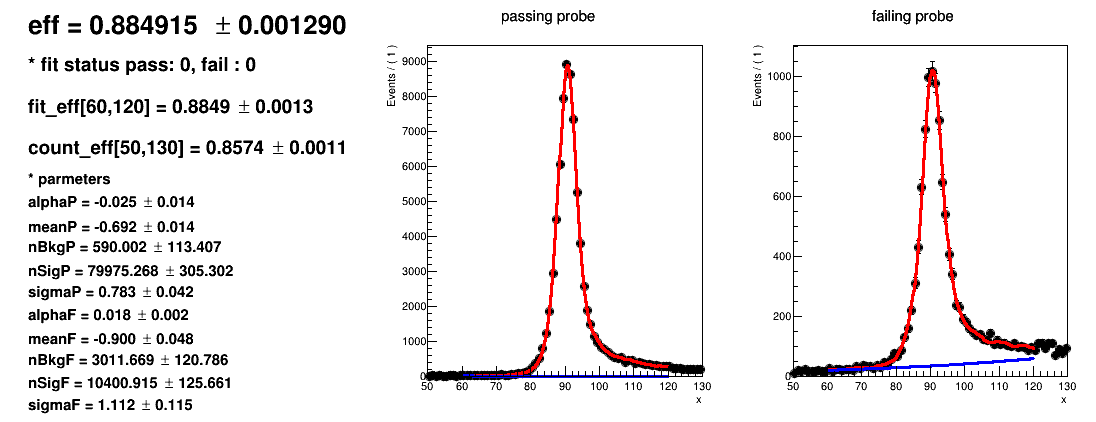 eff = 0.884915 ± 0.001290
* fit status pass: 0, fail : 0
fit_eff[60,120] = 0.8849 ± 0.0013
count_eff[50,130] = 0.8574 ± 0.0011
* parmeters
alphaP = -0.025 ± 0.014
meanP = -0.692 ± 0.014
nBkgP = 590.002 ± 113.407
nSigP = 79975.268 ± 305.302
sigmaP = 0.783 ± 0.042
alphaF = 0.018 ± 0.002
meanF = -0.900 ± 0.048
nBkgF = 3011.669 ± 120.786
nSigF = 10400.915 ± 125.661
sigmaF = 1.112 ± 0.115
passing probe
Events / ( 1 )
9000
8000
7000
6000
5000
4000
3000
2000
1000
0
50 60 70 80 90 100 110 120 130
x
failing probe
Events / ( 1 )
1000
800
600
400
200
0
50 60 70 80 90 100 110 120 130
x